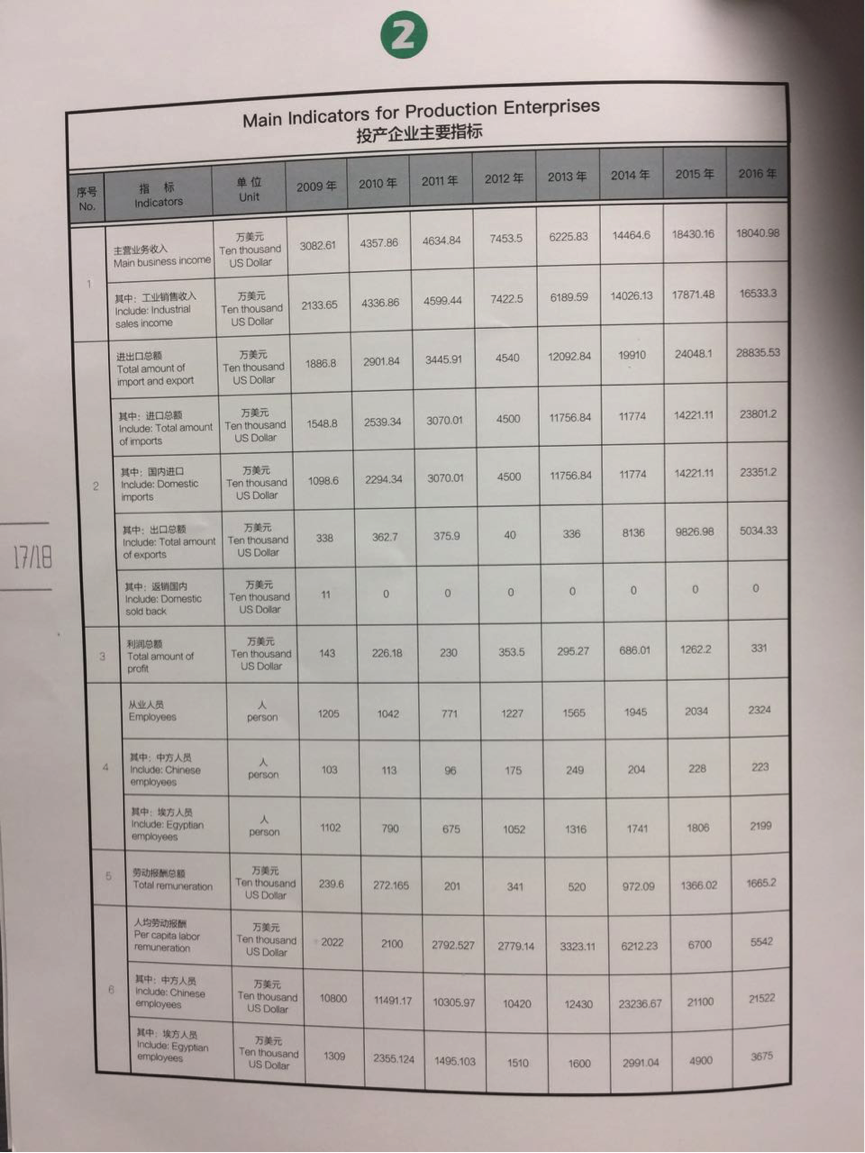 2
Main Indicators for Production Enterprises
投产企业主要指标
序号 No. 指 标 Indicators 单 位 Unit 2009 年 2010 年 2011 年 2012 年 2013 年 2014 年 2015 年 2016 年
1
主营业务收入 Main business income 万美元 Ten thousand US Dollar 3082.61 4357.86 4634.84 7453.5 6225.83 14464.6 18430.16 18040.98
其中：工业销售收入 Include: Industrial sales income 万美元 Ten thousand US Dollar 2133.65 4336.86 4599.44 7422.5 6189.59 14026.13 17871.48 16533.3
2
进出口总额 Total amount of import and export 万美元 Ten thousand US Dollar 1886.8 2901.84 3445.91 4540 12092.84 19910 24048.1 28835.53
其中：进口总额 Include: Total amount of imports 万美元 Ten thousand US Dollar 1548.8 2539.34 3070.01 4500 11756.84 11774 14221.11 23801.2
其中：国内进口 Include: Domestic imports 万美元 Ten thousand US Dollar 1098.6 2294.34 3070.01 4500 11756.84 11774 14221.11 23351.2
其中：出口总额 Include: Total amount of exports 万美元 Ten thousand US Dollar 338 362.7 375.9 40 336 8136 9826.98 5034.33
其中：返销国内 Include: Domestic sold back 万美元 Ten thousand US Dollar 11 0 0 0 0 0 0 0
3
利润总额 Total amount of profit 万美元 Ten thousand US Dollar 143 226.18 230 353.5 295.27 686.01 1262.2 331
4
从业人员 Employees 人 person 1205 1042 771 1227 1565 1945 2034 2324
其中：中方人员 Include: Chinese employees 人 person 103 113 96 175 249 204 228 223
其中：埃方人员 Include: Egyptian employees 人 person 1102 790 675 1052 1316 1741 1806 2199
5
劳动报酬总额 Total remuneration 万美元 Ten thousand US Dollar 239.6 272.165 201 341 520 972.09 1366.02 1665.2
6
人均劳动报酬 Per capita labor remuneration 万美元 Ten thousand US Dollar 2022 2100 2792.527 2779.14 3323.11 6212.23 6700 5542
其中：中方人员 Include: Chinese employees 万美元 Ten thousand US Dollar 10800 11491.17 10305.97 10420 12430 23236.67 21100 21522
其中：埃方人员 Include: Egyptian employees 万美元 Ten thousand US Dollar 1309 2355.124 1495.103 1510 1600 2991.04 4900 3675
17/18